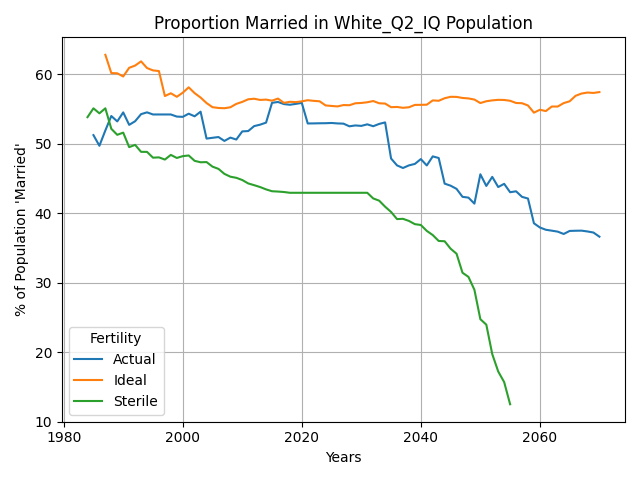 Proportion Married in White_Q2_IQ Population
% of Population 'Married'
60
50
40
30
20
10
Fertility
Actual
Ideal
Sterile
1980 2000 2020 2040 2060
Years